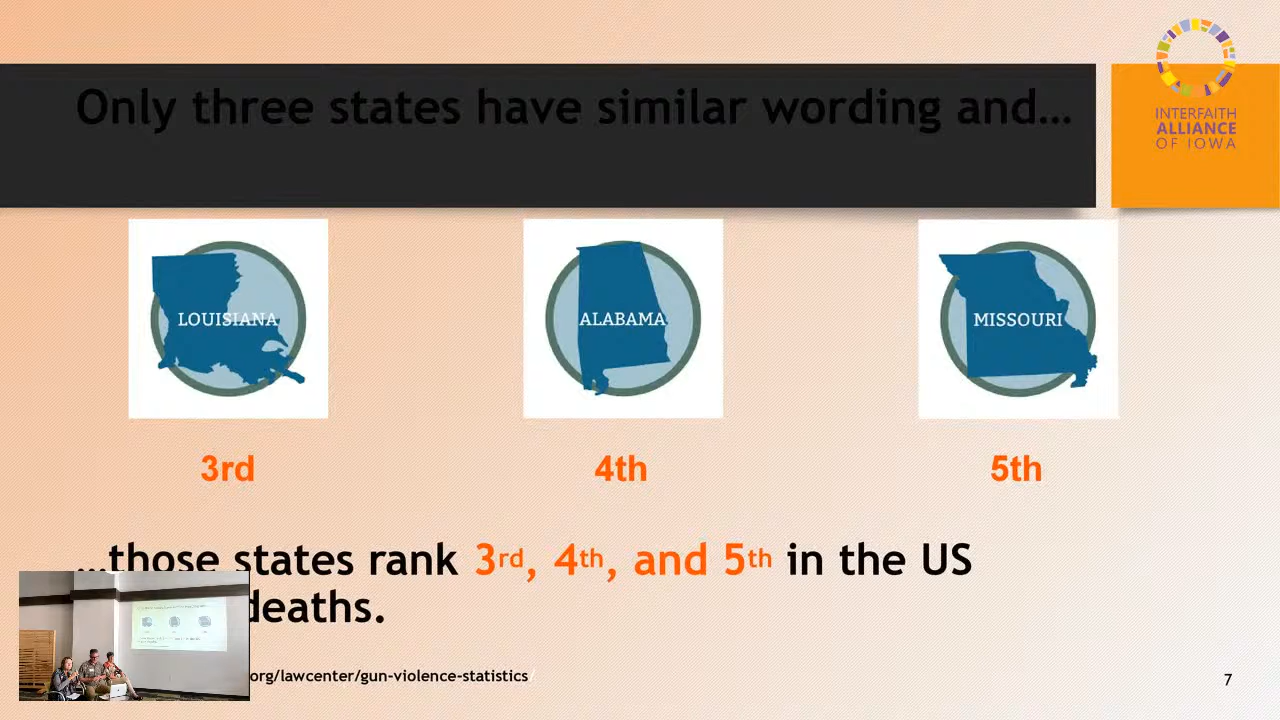 Only three states have similar wording and…
INTERFAITH
ALLIANCE
OF IOWA
LOUISIANA
ALABAMA
MISSOURI
3rd
4th
5th
…those states rank 3rd, 4th, and 5th in the US
deaths.
org/lawcenter/gun-violence-statistics/
7